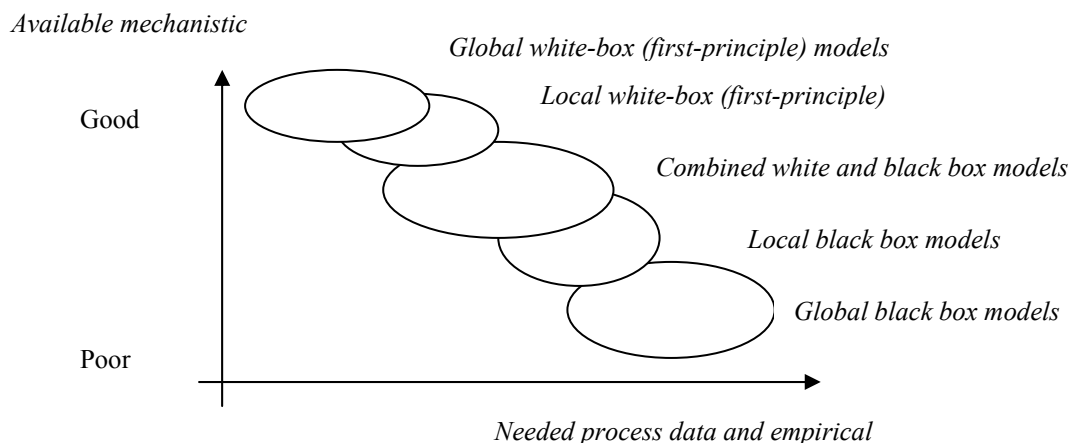 Available mechanistic
Global white-box (first-principle) models
Local white-box (first-principle)
Good
Combined white and black box models
Local black box models
Global black box models
Poor
Needed process data and empirical